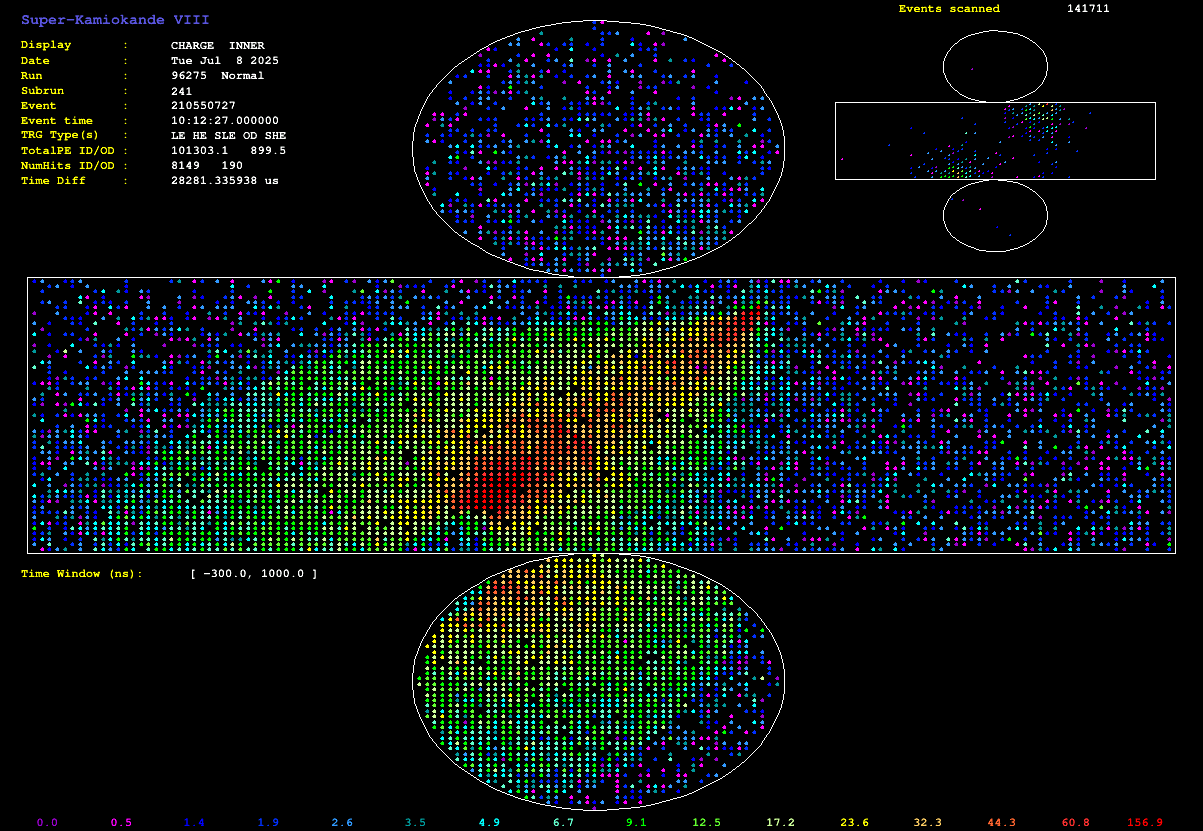 Super-Kamiokande VIII
Events scanned 141711
Display : CHARGE INNER
Date : Tue Jul 8 2025
Run : 96275 Normal
Subrun : 241
Event : 210550727
Event time : 10:12:27.000000
TRG Type(s) : LE HE SLE OD SHE
TotalPE ID/OD : 101303.1 899.5
NumHits ID/OD : 8149 190
Time Diff : 28281.335938 us
Time Window (ns): [ -300.0, 1000.0 ]
0.0 0.5 1.4 1.9 2.6 3.5 4.9 6.7 9.1 12.5 17.2 23.6 32.3 44.3 60.8 156.9